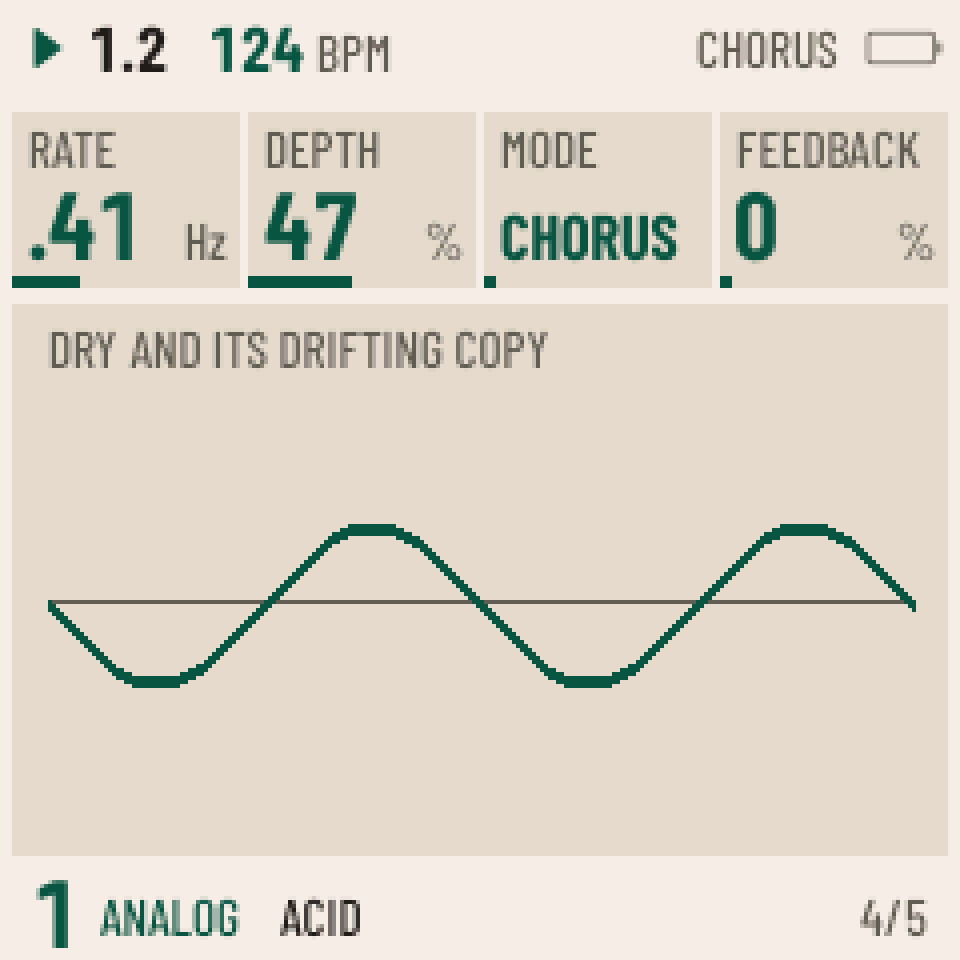 1.2 124 BPM CHORUS
RATE DEPTH MODE FEEDBACK
.41 Hz 47 % CHORUS 0 %
DRY AND ITS DRIFTING COPY
1 ANALOG ACID 4/5